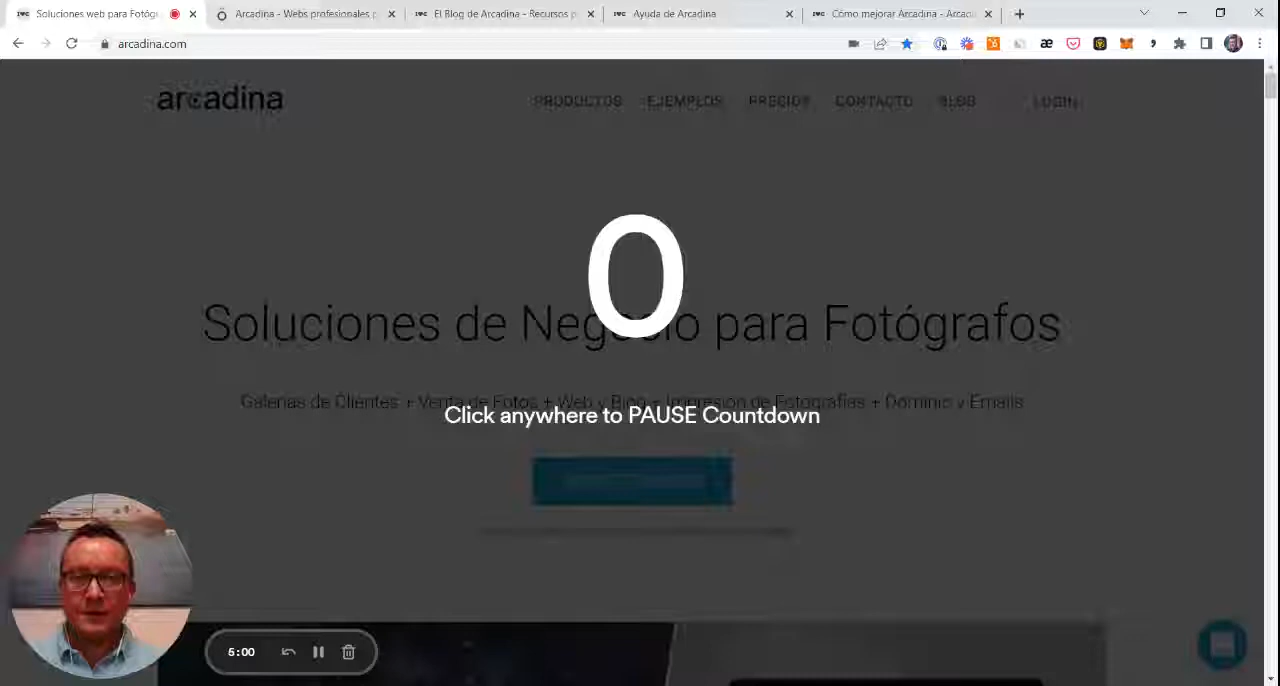 Soluciones web para Fotógr
Arcadina - Webs profesionales p
El Blog de Arcadina - Recursos p
Ayuda de Arcadina
Cómo mejorar Arcadina - Arcad
arcadina.com
arcadina
PRODUCTOS EJEMPLOS PRECIOS CONTACTO BLOG LOGIN
0
Soluciones de Negocio para Fotógrafos
Galerías de Clientes + Venta de Fotos + Web y Blog + Impresión de Fotografías + Dominio y Emails
Click anywhere to PAUSE Countdown
5:00